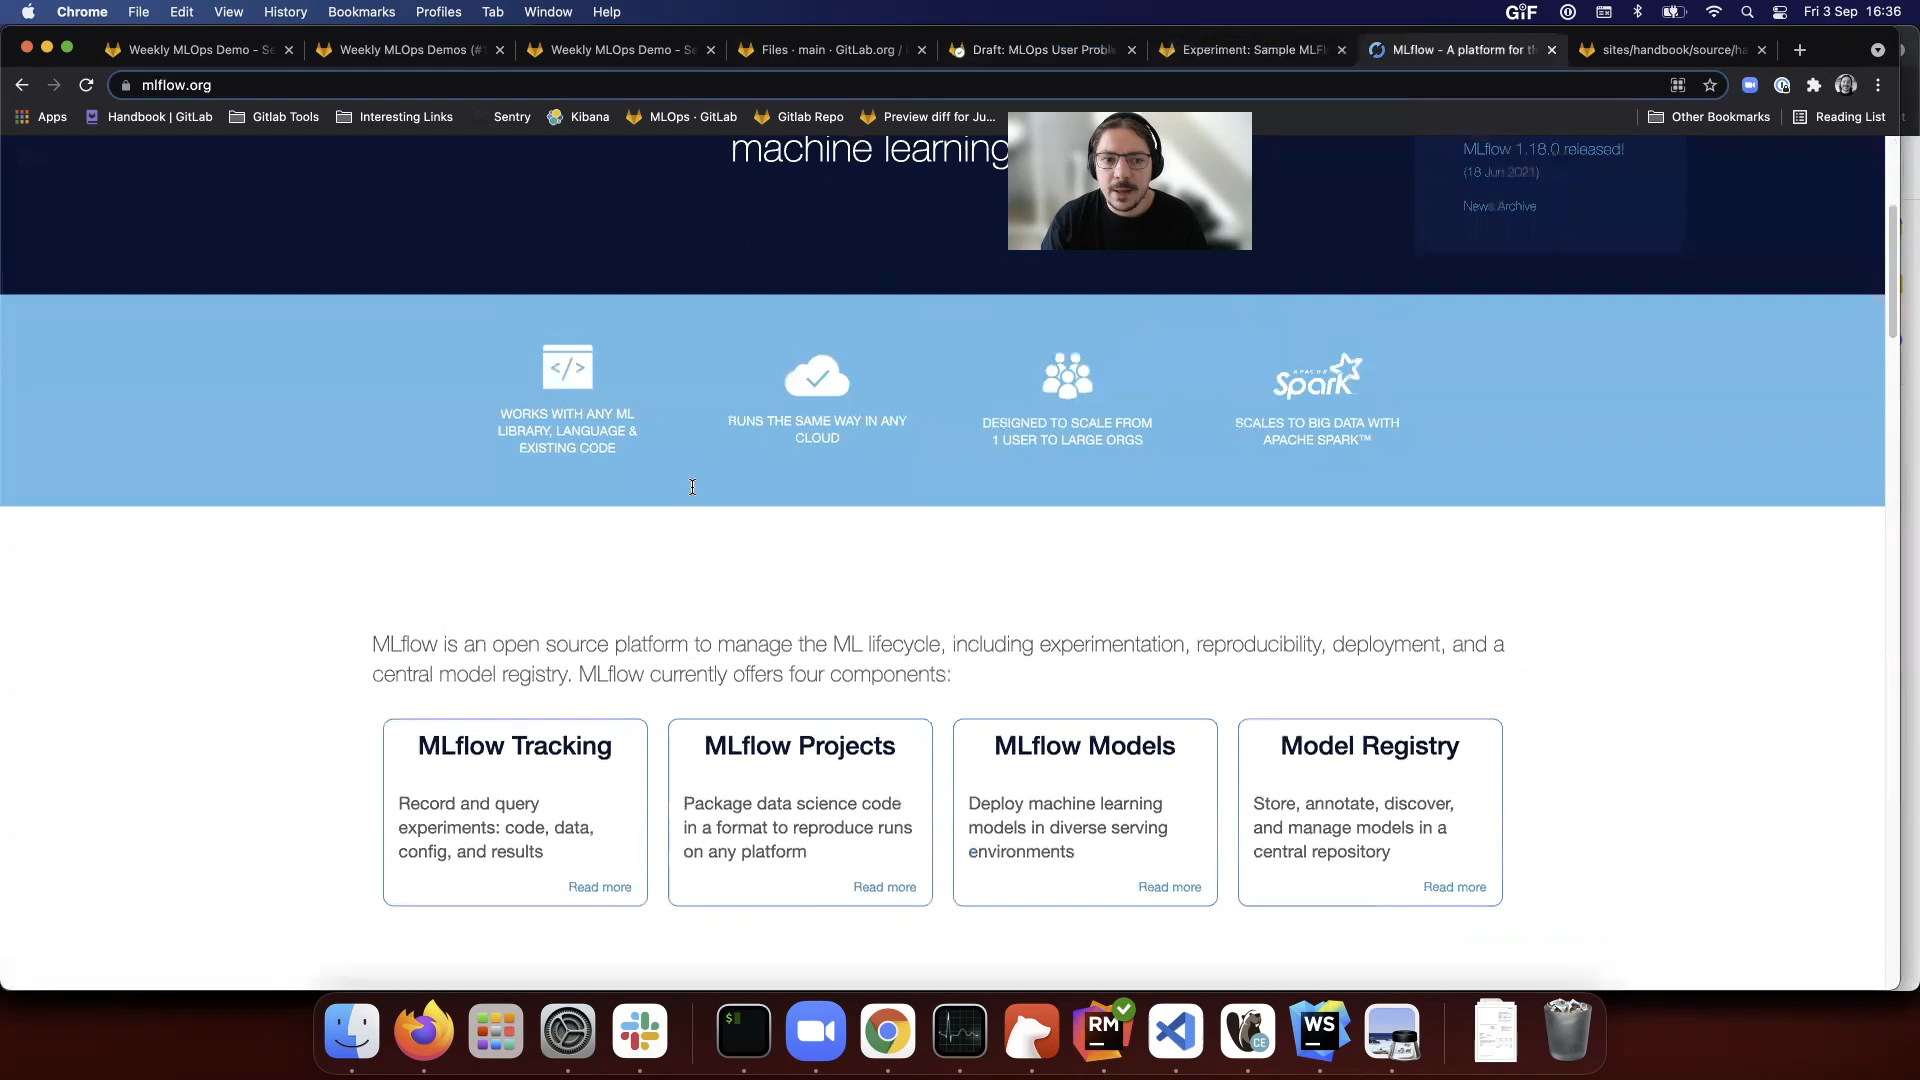 Chrome File Edit View History Bookmarks Profiles Tab Window Help GIF Fri 3 Sep 16:36
Weekly MLOps Demo - Se Weekly MLOps Demos (#1 Weekly MLOps Demo - Se Files · main · GitLab.org / Draft: MLOps User Probl Experiment: Sample MLFl MLflow - A platform for th sites/handbook/source/ha
mlflow.org
Apps Handbook | GitLab Gitlab Tools Interesting Links Sentry Kibana MLOps · GitLab Gitlab Repo Preview diff for Ju... Other Bookmarks Reading List
machine learning
MLflow 1.18.0 released!
(18 Jun 2021)
News Archive
</>
APACHE
Spark
WORKS WITH ANY ML
LIBRARY, LANGUAGE &
EXISTING CODE
RUNS THE SAME WAY IN ANY
CLOUD
DESIGNED TO SCALE FROM
1 USER TO LARGE ORGS
SCALES TO BIG DATA WITH
APACHE SPARK™
MLflow is an open source platform to manage the ML lifecycle, including experimentation, reproducibility, deployment, and a
central model registry. MLflow currently offers four components:
MLflow Tracking
Record and query
experiments: code, data,
config, and results
Read more
MLflow Projects
Package data science code
in a format to reproduce runs
on any platform
Read more
MLflow Models
Deploy machine learning
models in diverse serving
environments
Read more
Model Registry
Store, annotate, discover,
and manage models in a
central repository
Read more
$ RM CE WS